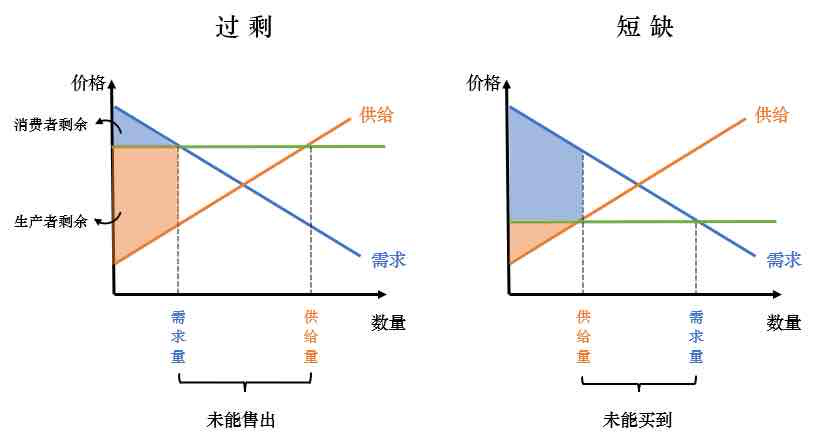 过剩
短缺
价格
消费者剩余
供给
生产者剩余
需求
数量
需求量
供给量
未能售出
价格
供给
需求
数量
供给量
需求量
未能买到